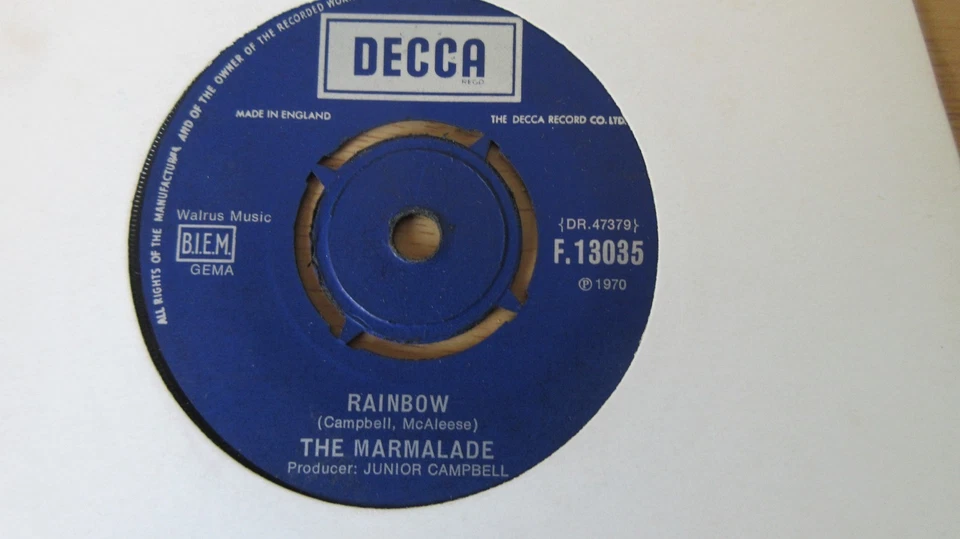 ALL RIGHTS OF THE MANUFACTURER AND OF THE OWNER OF THE RECORDED
DECCA
REGD.
MADE IN ENGLAND
THE DECCA RECORD CO. LTD.
Walrus Music
B.I.E.M.
GEMA
{DR.47379}
F.13035
Ⓟ 1970
RAINBOW
(Campbell, McAleese)
THE MARMALADE
Producer: JUNIOR CAMPBELL